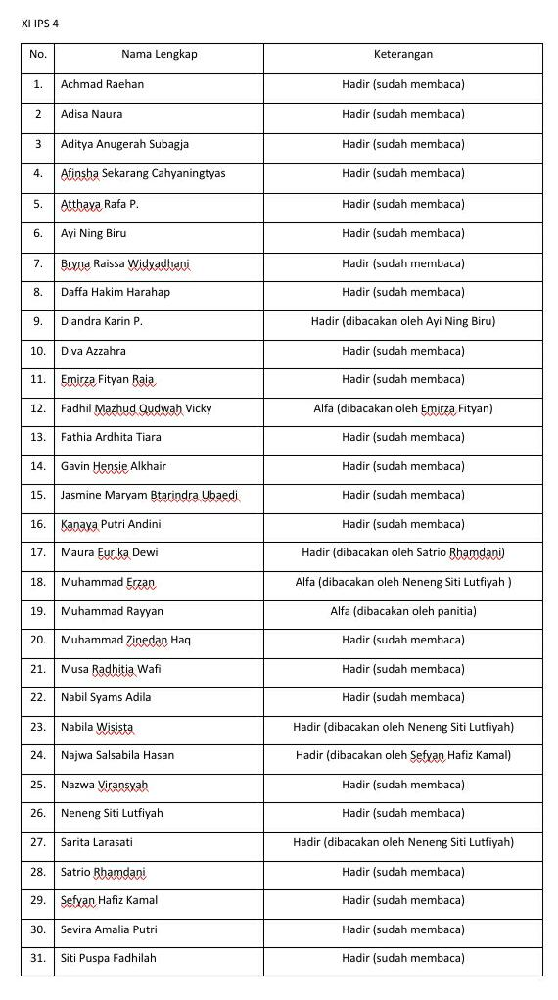 XI IPS 4
No. Nama Lengkap Keterangan
1. Achmad Raehan Hadir (sudah membaca)
2 Adisa Naura Hadir (sudah membaca)
3 Aditya Anugerah Subagja Hadir (sudah membaca)
4. Afinsha Sekarang Cahyaningtyas Hadir (sudah membaca)
5. Atthaya Rafa P. Hadir (sudah membaca)
6. Ayi Ning Biru Hadir (sudah membaca)
7. Bryna Raissa Widyadhani Hadir (sudah membaca)
8. Daffa Hakim Harahap Hadir (sudah membaca)
9. Diandra Karin P. Hadir (dibacakan oleh Ayi Ning Biru)
10. Diva Azzahra Hadir (sudah membaca)
11. Emirza Fityan Raia Hadir (sudah membaca)
12. Fadhil Mazhud Qudwah Vicky Alfa (dibacakan oleh Emirza Fityan)
13. Fathia Ardhita Tiara Hadir (sudah membaca)
14. Gavin Hensie Alkhair Hadir (sudah membaca)
15. Jasmine Maryam Btarindra Ubaedi Hadir (sudah membaca)
16. Kanaya Putri Andini Hadir (sudah membaca)
17. Maura Eurika Dewi Hadir (dibacakan oleh Satrio Rhamdani)
18. Muhammad Erzan Alfa (dibacakan oleh Neneng Siti Lutfiyah )
19. Muhammad Rayyan Alfa (dibacakan oleh panitia)
20. Muhammad Zinedan Haq Hadir (sudah membaca)
21. Musa Radhitia Wafi Hadir (sudah membaca)
22. Nabil Syams Adila Hadir (sudah membaca)
23. Nabila Wisista Hadir (dibacakan oleh Neneng Siti Lutfiyah)
24. Najwa Salsabila Hasan Hadir (dibacakan oleh Sefyan Hafiz Kamal)
25. Nazwa Viransyah Hadir (sudah membaca)
26. Neneng Siti Lutfiyah Hadir (sudah membaca)
27. Sarita Larasati Hadir (dibacakan oleh Neneng Siti Lutfiyah)
28. Satrio Rhamdani Hadir (sudah membaca)
29. Sefyan Hafiz Kamal Hadir (sudah membaca)
30. Sevira Amalia Putri Hadir (sudah membaca)
31. Siti Puspa Fadhilah Hadir (sudah membaca)